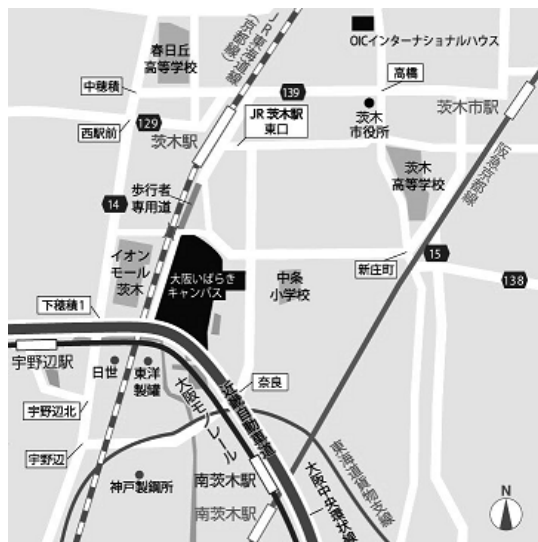 OICインターナショナルハウス
春日丘
高等学校
JR東海道線
(京都線)
中穂積
139
高橋
JR 茨木駅
東口
茨木
市役所
茨木市駅
西駅前
129
茨木駅
阪急京都線
茨木
高等学校
歩行者
専用道
14
イオン
モール
茨木
大阪いばらき
キャンパス
中条
小学校
新庄町
15
138
下穂積1
宇野辺駅
日世
東洋
製罐
奈良
宇野辺北
大阪モノレール
近畿自動車道
宇野辺
神戸製鋼所
南茨木駅
南茨木駅
大阪中央環状線
東海道貨物支線
N